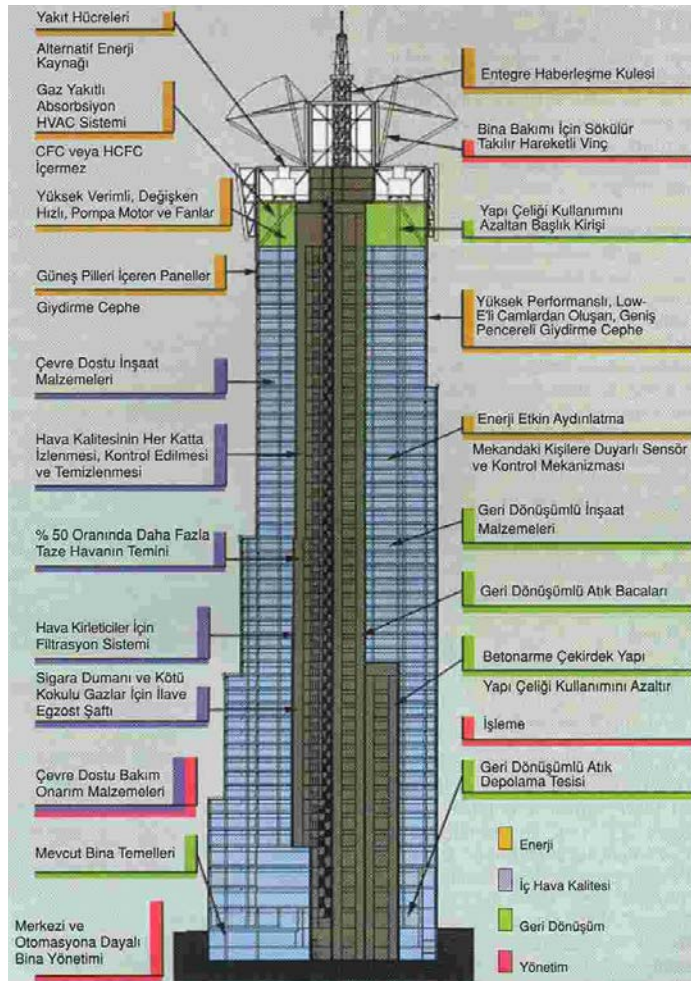 Yakıt Hücreleri
Alternatif Enerji
Kaynağı
Gaz Yakıtlı
Absorbsiyon
HVAC Sistemi
CFC veya HCFC
İçermez
Yüksek Verimli, Değişken
Hızlı, Pompa Motor ve Fanlar
Güneş Pilleri İçeren Paneller
Giydirme Cephe
Çevre Dostu İnşaat
Malzemeleri
Hava Kalitesinin Her Katta
İzlenmesi, Kontrol Edilmesi
ve Temizlenmesi
% 50 Oranında Daha Fazla
Taze Havanın Temini
Hava Kirleticiler İçin
Filtrasyon Sistemi
Sigara Dumanı ve Kötü
Kokulu Gazlar İçin İlave
Egzost Şaftı
Çevre Dostu Bakım
Onarım Malzemeleri
Mevcut Bina Temelleri
Merkezi ve
Otomasyona Dayalı
Bina Yönetimi
Entegre Haberleşme Kulesi
Bina Bakımı İçin Sökülür
Takılır Hareketli Vinç
Yapı Çeliği Kullanımını
Azaltan Başlık Kirişi
Yüksek Performanslı, Low-
E'li Camlardan Oluşan, Geniş
Pencereli Giydirme Cephe
Enerji Etkin Aydınlatma
Mekandaki Kişilere Duyarlı Sensör
ve Kontrol Mekanizması
Geri Dönüşümlü İnşaat
Malzemeleri
Geri Dönüşümlü Atık Bacaları
Betonarme Çekirdek Yapı
Yapı Çeliği Kullanımını Azaltır
İşleme
Geri Dönüşümlü Atık
Depolama Tesisi
Enerji
İç Hava Kalitesi
Geri Dönüşüm
Yönetim